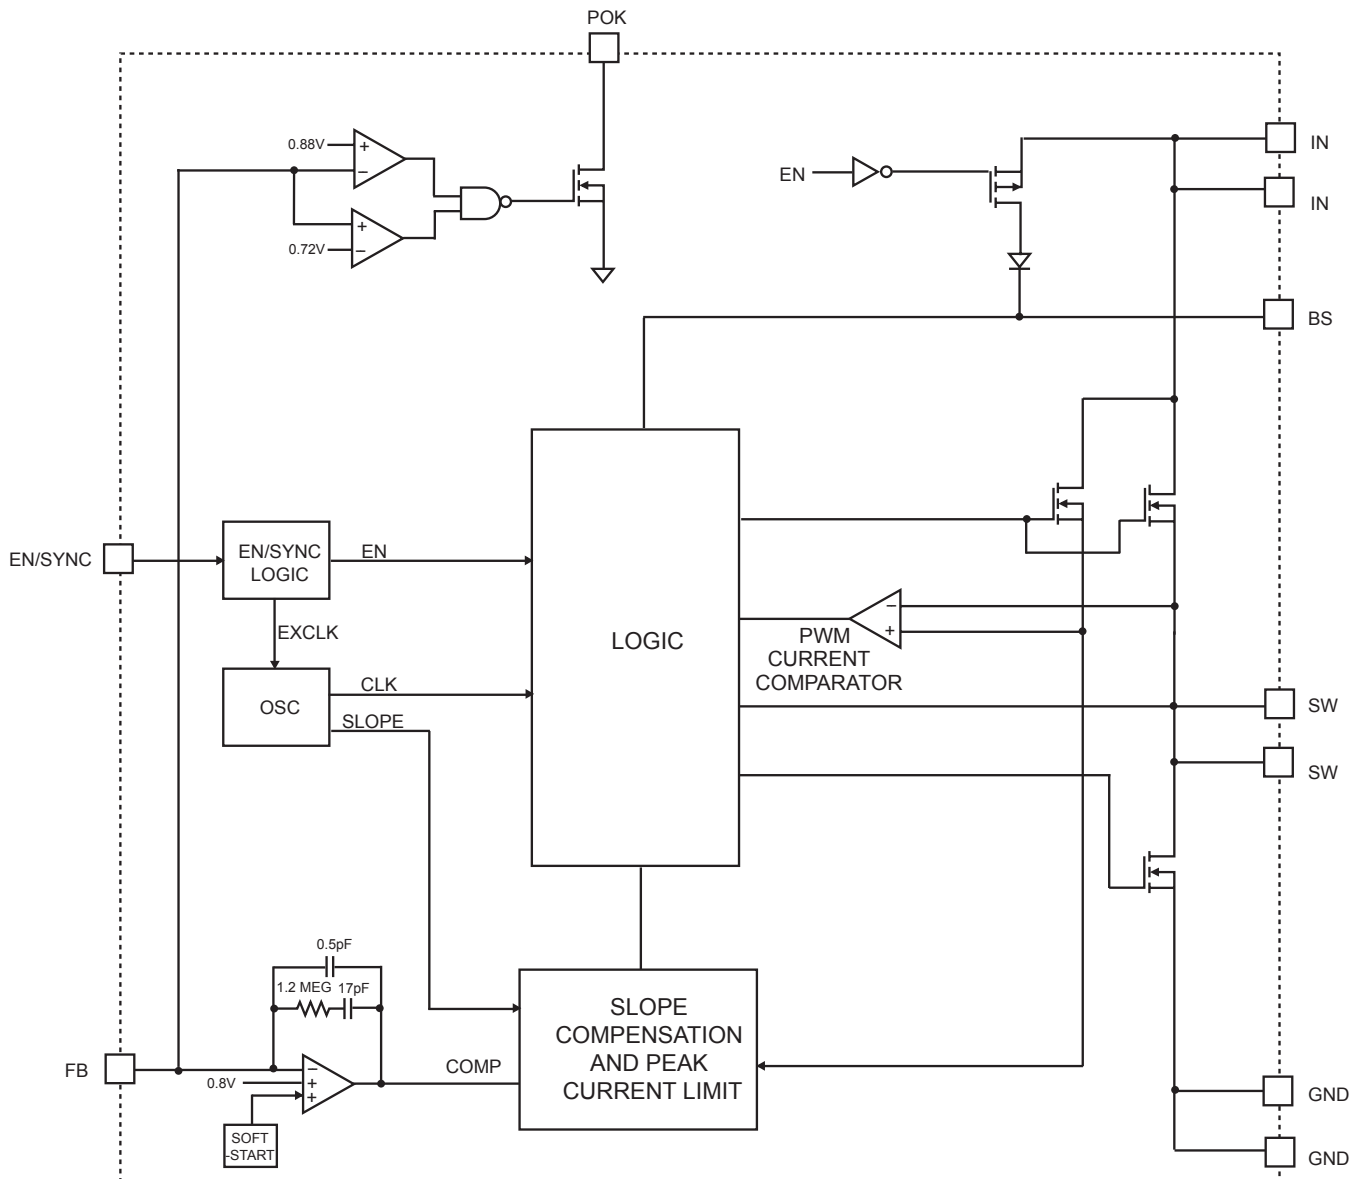 POK
0.88V
+
−
IN
EN
IN
+
0.72V
−
BS
EN/SYNC
EN/SYNC
LOGIC
EN
EXCLK
LOGIC
−
+
PWM
CURRENT
COMPARATOR
CLK
OSC
SLOPE
SW
SW
0.5pF
1.2 MEG
17pF
SLOPE
COMPENSATION
AND PEAK
CURRENT LIMIT
FB
−
0.8V
+
+
COMP
SOFT
-START
GND
GND